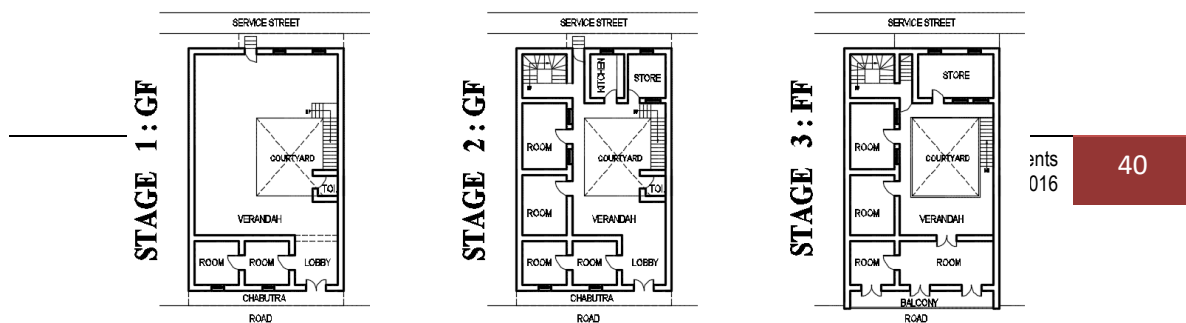 STAGE 1 : GF
SERVICE STREET
COURTYARD
TOI.
VERANDAH
ROOM
ROOM
LOBBY
CHABUTRA
ROAD
STAGE 2 : GF
SERVICE STREET
KITCHEN
STORE
ROOM
COURTYARD
TOI.
ROOM
VERANDAH
ROOM
ROOM
LOBBY
CHABUTRA
ROAD
STAGE 3 : FF
SERVICE STREET
STORE
ROOM
COURTYARD
ROOM
VERANDAH
ROOM
ROOM
BALCONY
ROAD
ents
016
40